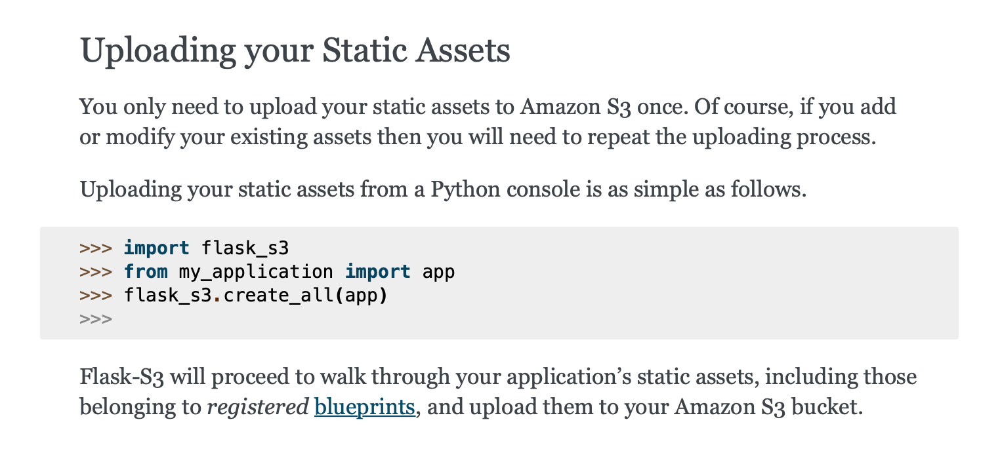 Uploading your Static Assets
You only need to upload your static assets to Amazon S3 once. Of course, if you add
or modify your existing assets then you will need to repeat the uploading process.
Uploading your static assets from a Python console is as simple as follows.
>>> import flask_s3
>>> from my_application import app
>>> flask_s3.create_all(app)
>>>
Flask-S3 will proceed to walk through your application’s static assets, including those
belonging to registered blueprints, and upload them to your Amazon S3 bucket.